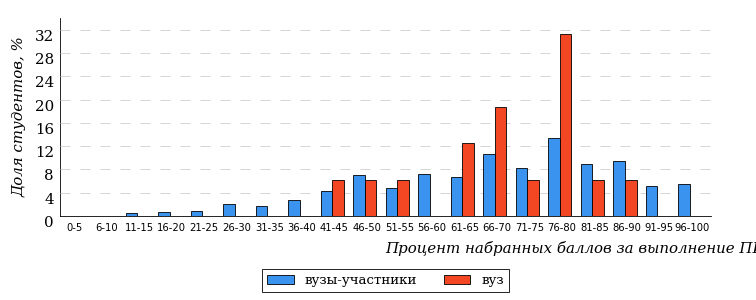 Доля студентов, %
32
28
24
20
16
12
8
4
0
0-5 6-10 11-15 16-20 21-25 26-30 31-35 36-40 41-45 46-50 51-55 56-60 61-65 66-70 71-75 76-80 81-85 86-90 91-95 96-100
Процент набранных баллов за выполнение
вузы-участники вуз